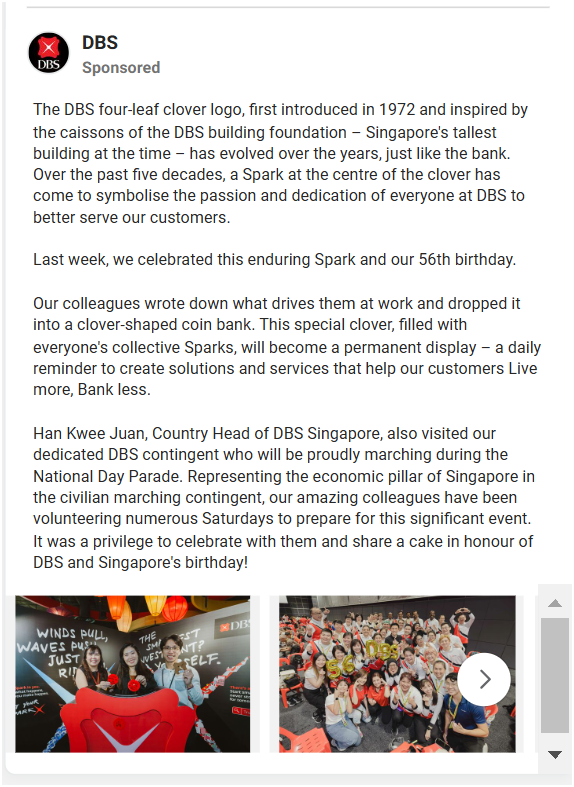 DBS
DBS
Sponsored
The DBS four-leaf clover logo, first introduced in 1972 and inspired by
the caissons of the DBS building foundation – Singapore's tallest
building at the time – has evolved over the years, just like the bank.
Over the past five decades, a Spark at the centre of the clover has
come to symbolise the passion and dedication of everyone at DBS to
better serve our customers.
Last week, we celebrated this enduring Spark and our 56th birthday.
Our colleagues wrote down what drives them at work and dropped it
into a clover-shaped coin bank. This special clover, filled with
everyone's collective Sparks, will become a permanent display – a daily
reminder to create solutions and services that help our customers Live
more, Bank less.
Han Kwee Juan, Country Head of DBS Singapore, also visited our
dedicated DBS contingent who will be proudly marching during the
National Day Parade. Representing the economic pillar of Singapore in
the civilian marching contingent, our amazing colleagues have been
volunteering numerous Saturdays to prepare for this significant event.
It was a privilege to celebrate with them and share a cake in honour of
DBS and Singapore's birthday!
WINDS PULL,
WAVES PUSH
JUST
THE
DBS
56 DBS